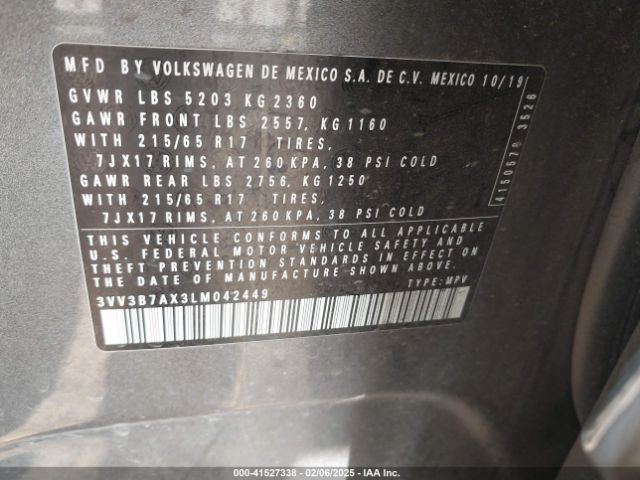 MFD BY VOLKSWAGEN DE MEXICO S.A. DE C.V. MEXICO 10/19
GVWR LBS 5203 KG 2360
GAWR FRONT LBS 2557, KG 1160
WITH 215/65 R17 TIRES,
7JX17 RIMS, AT 260 KPA, 38 PSI COLD
GAWR REAR LBS 2756, KG 1250
WITH 215/65 R17 TIRES,
7JX17 RIMS, AT 260 KPA, 38 PSI COLD
THIS VEHICLE CONFORMS TO ALL APPLICABLE
U.S. FEDERAL MOTOR VEHICLE SAFETY AND
THEFT PREVENTION STANDARDS IN EFFECT ON
THE DATE OF MANUFACTURE SHOWN ABOVE.
3VV3B7AX3LM042449 TYPE: MPV
3526
000-41527338 - 02/06/2025 - IAA Inc.